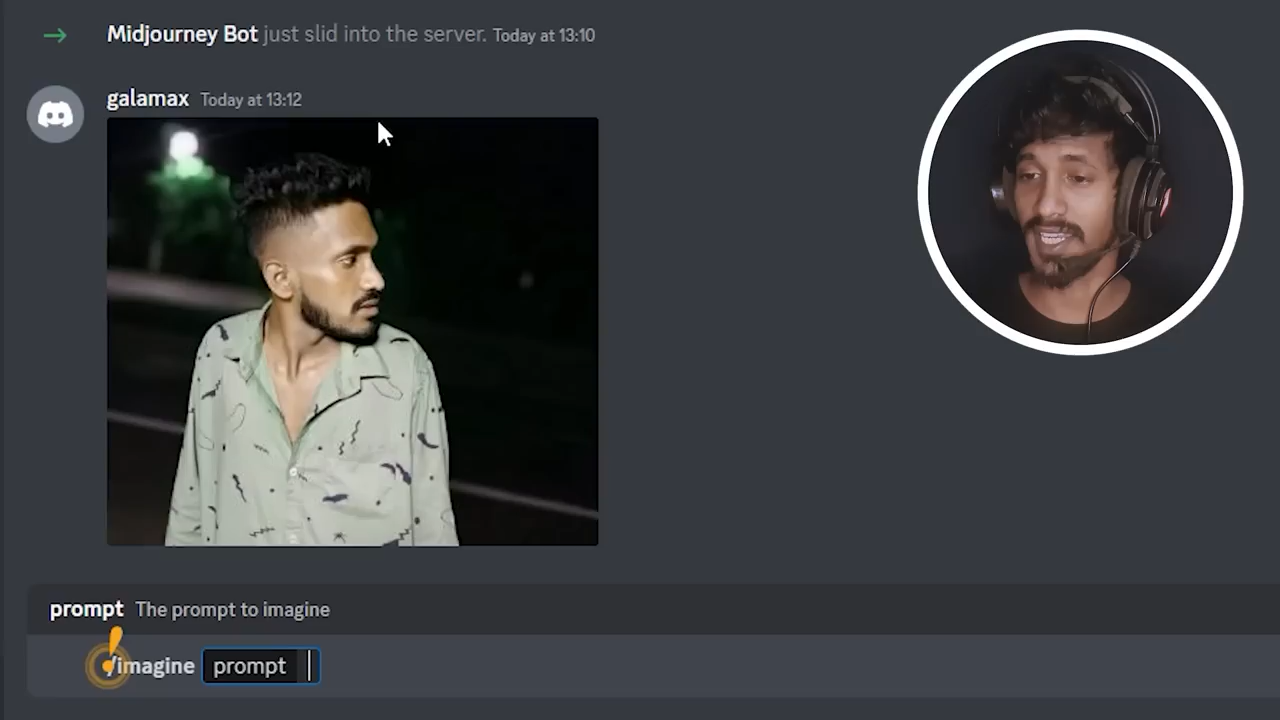 Midjourney Bot just slid into the server. Today at 13:10
galamax Today at 13:12
prompt The prompt to imagine
/imagine prompt